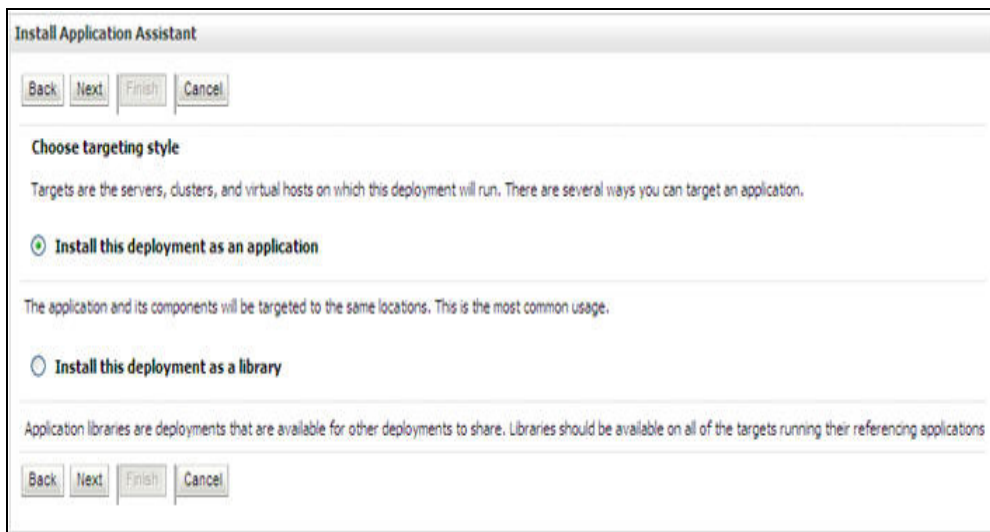 Install Application Assistant
Back Next Finish Cancel
Choose targeting style
Targets are the servers, clusters, and virtual hosts on which this deployment will run. There are several ways you can target an application.
Install this deployment as an application
The application and its components will be targeted to the same locations. This is the most common usage.
Install this deployment as a library
Application libraries are deployments that are available for other deployments to share. Libraries should be available on all of the targets running their referencing applications
Back Next Finish Cancel